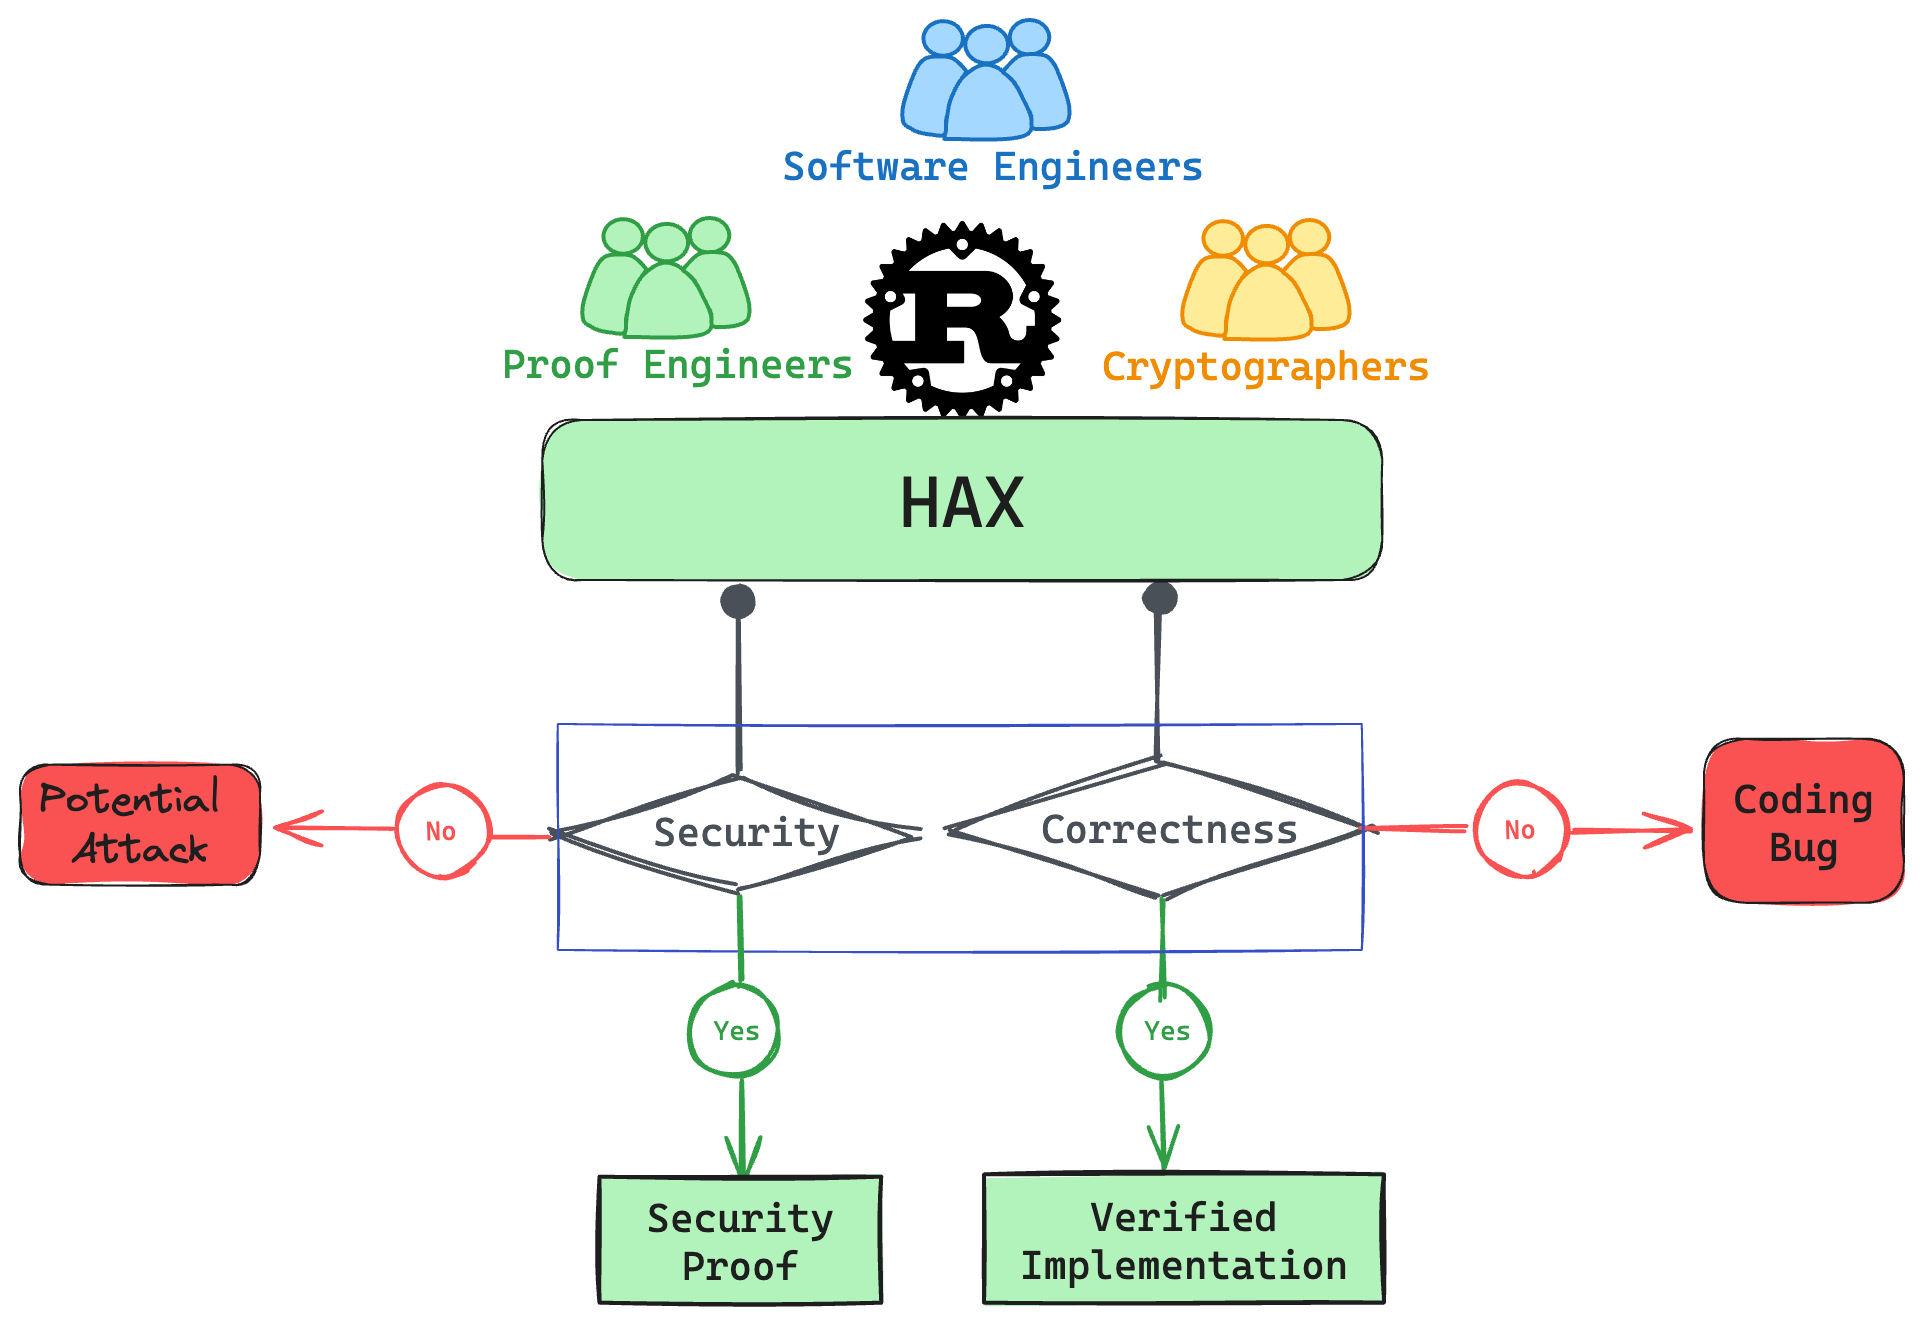 Software Engineers
Proof Engineers
R
Cryptographers
HAX
Potential
Attack
No
Security
Correctness
No
Coding
Bug
Yes
Yes
Security
Proof
Verified
Implementation